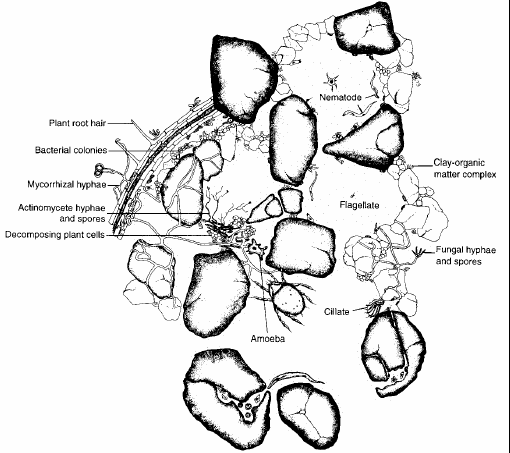 Nematode
Plant root hair
Bacterial colonies
Clay-organic
matter complex
Mycorrhizal hyphae
Flagellate
Actinomycete hyphae
and spores
Decomposing plant cells
Fungal hyphae
and spores
Ciliate
Amoeba